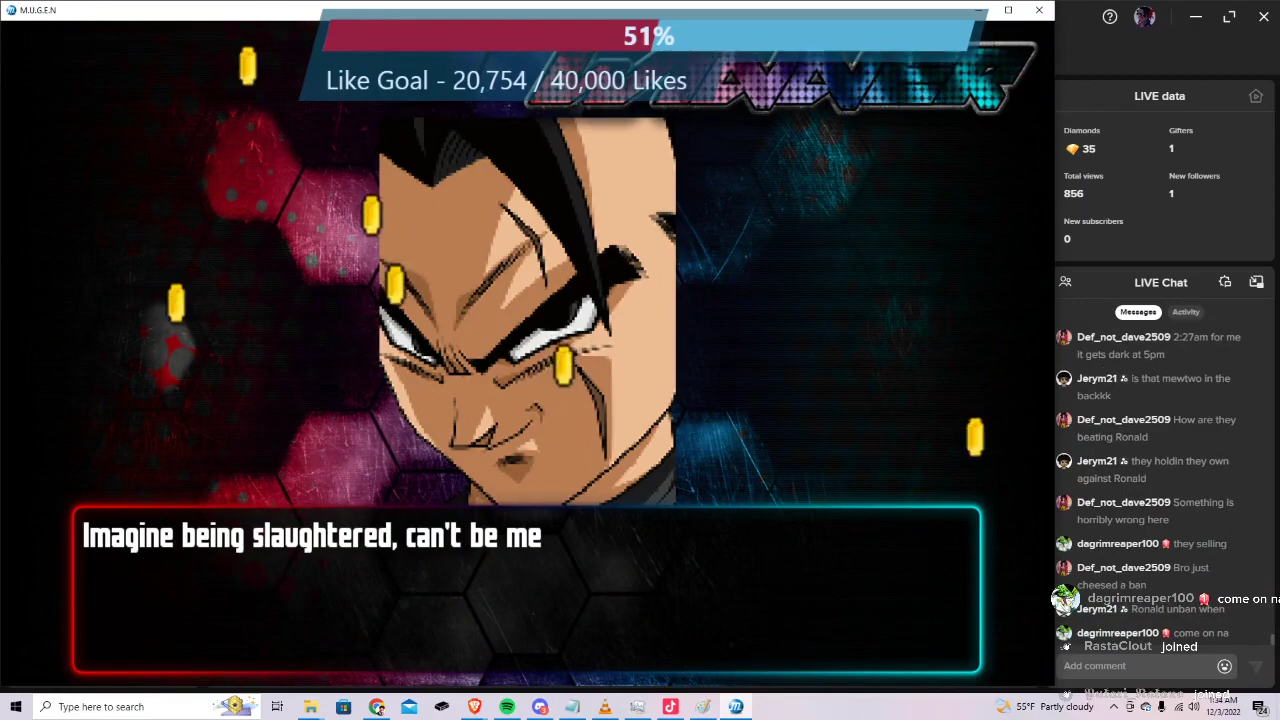 M.U.G.E.N
51%
Like Goal - 20,754 / 40,000 Likes
Imagine being slaughtered, can't be me
LIVE data
Diamonds
35
Gifters
1
Total views
856
New followers
1
New subscribers
0
LIVE Chat
Messages
Activity
Def_not_dave2509 2:27am for me
it gets dark at 5pm
Jerym21 is that mewtwo in the
backkk
Def_not_dave2509 How are they
beating Ronald
Jerym21 they holdIn they own
against Ronald
Def_not_dave2509 Something is
horribly wrong here
dagrimreaper100 they selling
Def_not_dave2509 Bro just
cheesed a ban
dagrimreaper100 come on na
Jerym21 Ronald unban when
dagrimreaper100 come on na
RastaClout joined
Add comment
joined
Type here to search
55°F Partly cloudy
12/3/2022